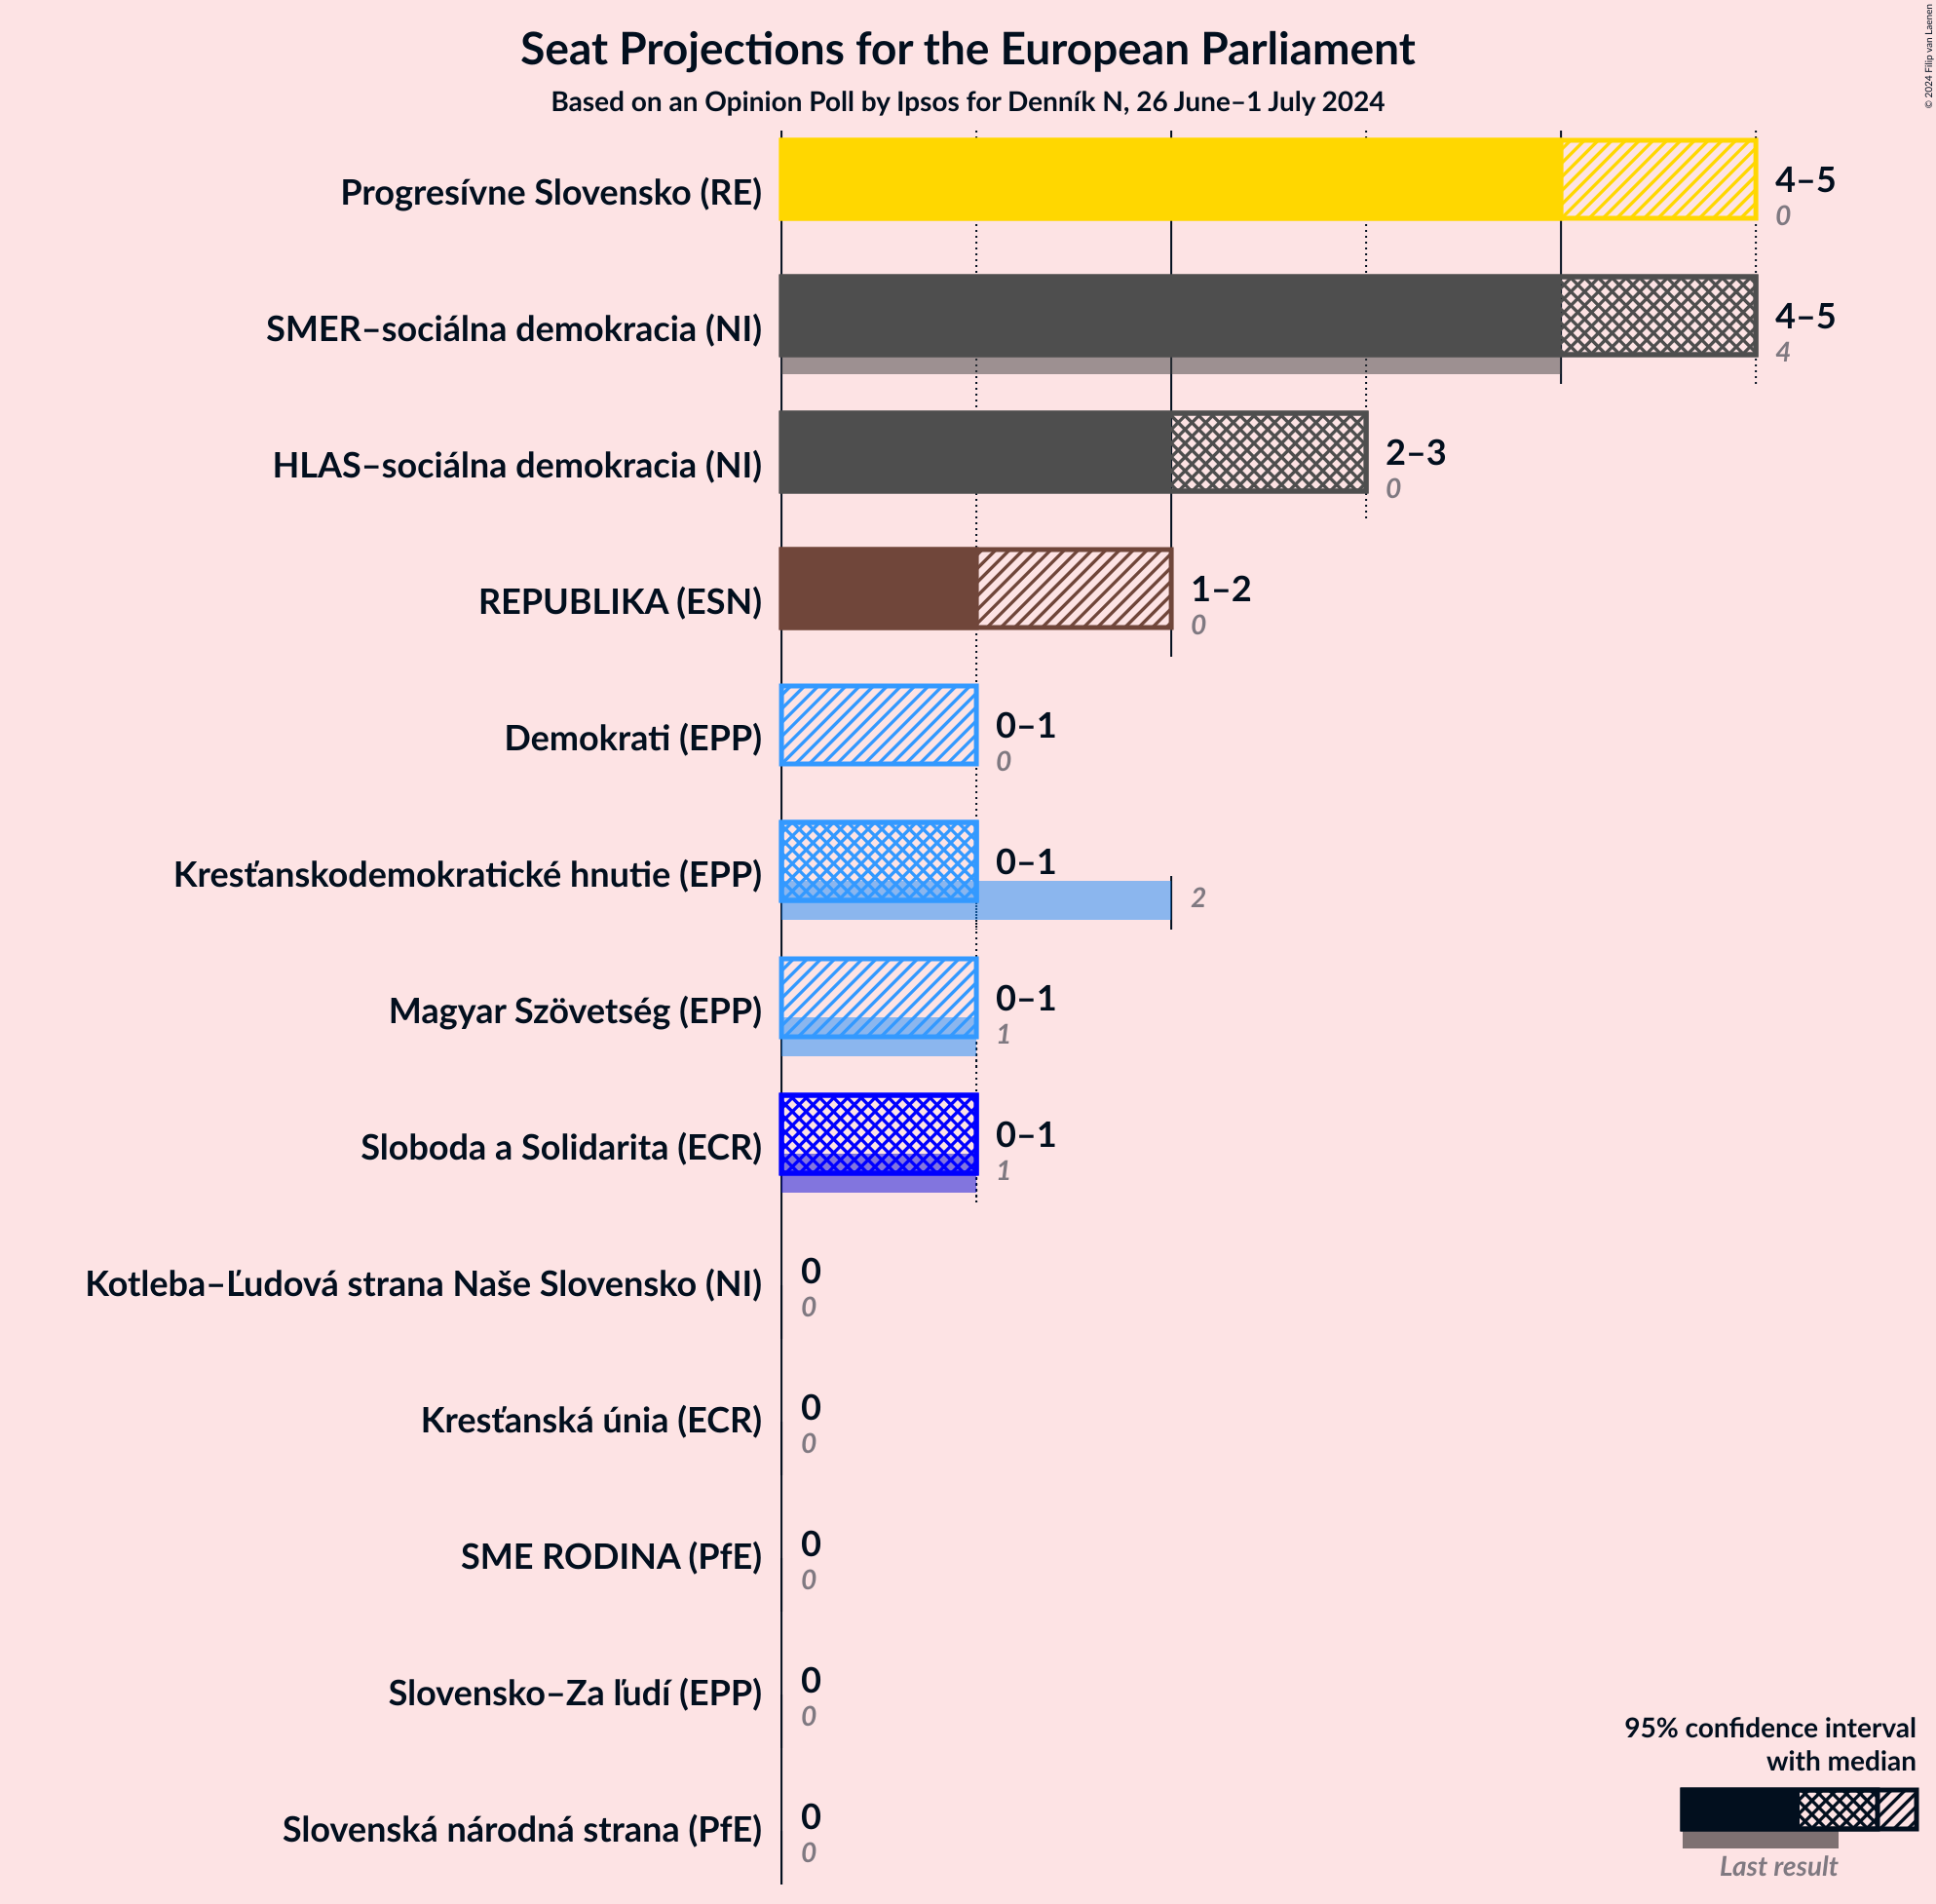 Seat Projections for the European Parliament
Based on an Opinion Poll by Ipsos for Denník N, 26 June–1 July 2024
© 2024 Filip van Laenen
Progresívne Slovensko (RE)
4–5
0
SMER–sociálna demokracia (NI)
4–5
4
HLAS–sociálna demokracia (NI)
2–3
0
REPUBLIKA (ESN)
1–2
0
Demokrati (EPP)
0–1
0
Kresťanskodemokratické hnutie (EPP)
0–1
2
Magyar Szövetség (EPP)
0–1
1
Sloboda a Solidarita (ECR)
0–1
1
Kotleba–Ľudová strana Naše Slovensko (NI)
0
0
Kresťanská únia (ECR)
0
0
SME RODINA (PfE)
0
0
Slovensko–Za ľudí (EPP)
0
0
Slovenská národná strana (PfE)
0
0
95% confidence interval
with median
Last result